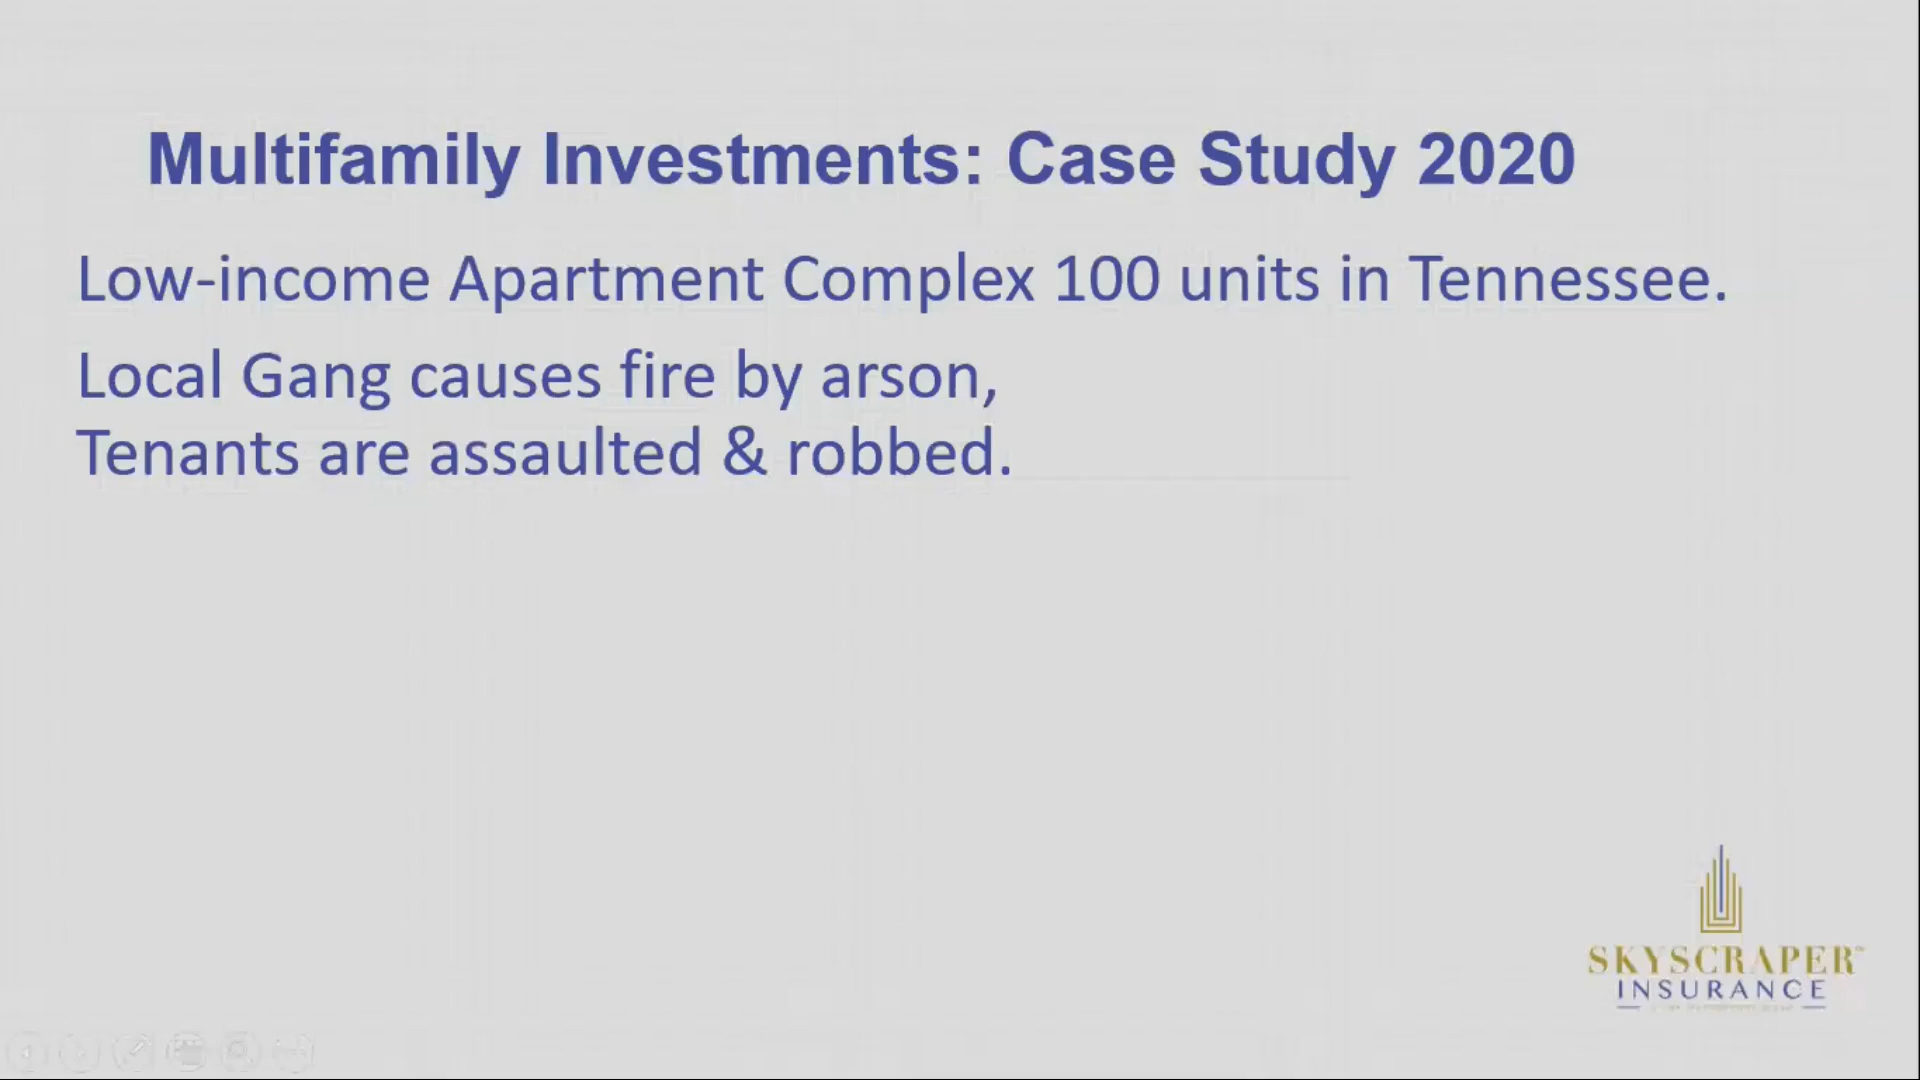 Multifamily Investments: Case Study 2020
Low-income Apartment Complex 100 units in Tennessee.
Local Gang causes fire by arson,
Tenants are assaulted & robbed.
SKYSCRAPER™
INSURANCE